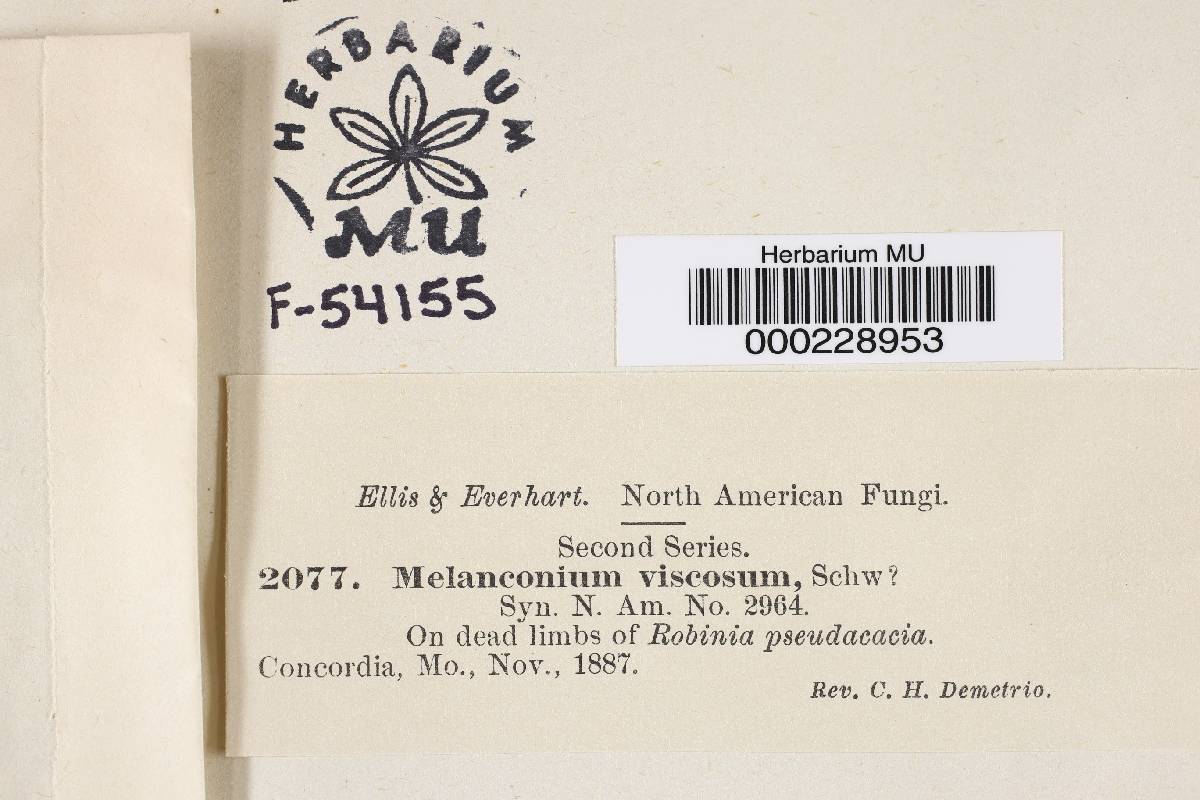 HERBARIUM
MU
F-54155
Herbarium MU
000228953
Ellis & Everhart. North American Fungi.
Second Series.
2077. Melanconium viscosum, Schw?
Syn. N. Am. No. 2964.
On dead limbs of Robinia pseudacacia.
Concordia, Mo., Nov., 1887.
Rev. C. H. Demetrio.